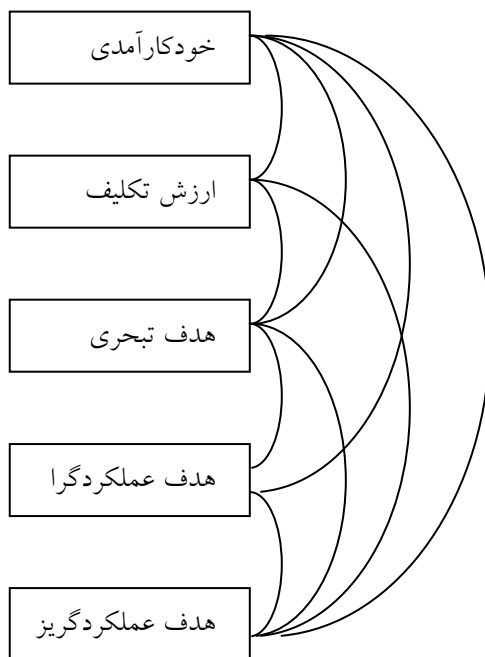 خودکارآمدی
ارزش تکلیف
هدف تبحری
هدف عملکردگرا
هدف عملکردگریز